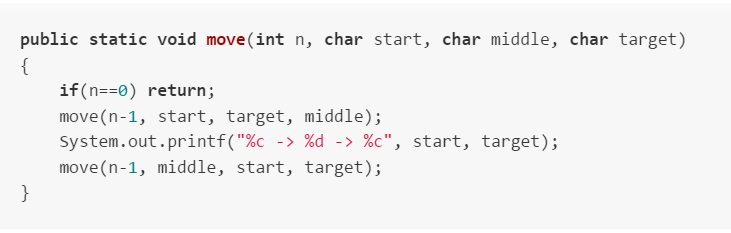 public static void move(int n, char start, char middle, char target)
{
    if(n==0) return;
    move(n-1, start, target, middle);
    System.out.printf("%c -> %d -> %c", start, target);
    move(n-1, middle, start, target);
}